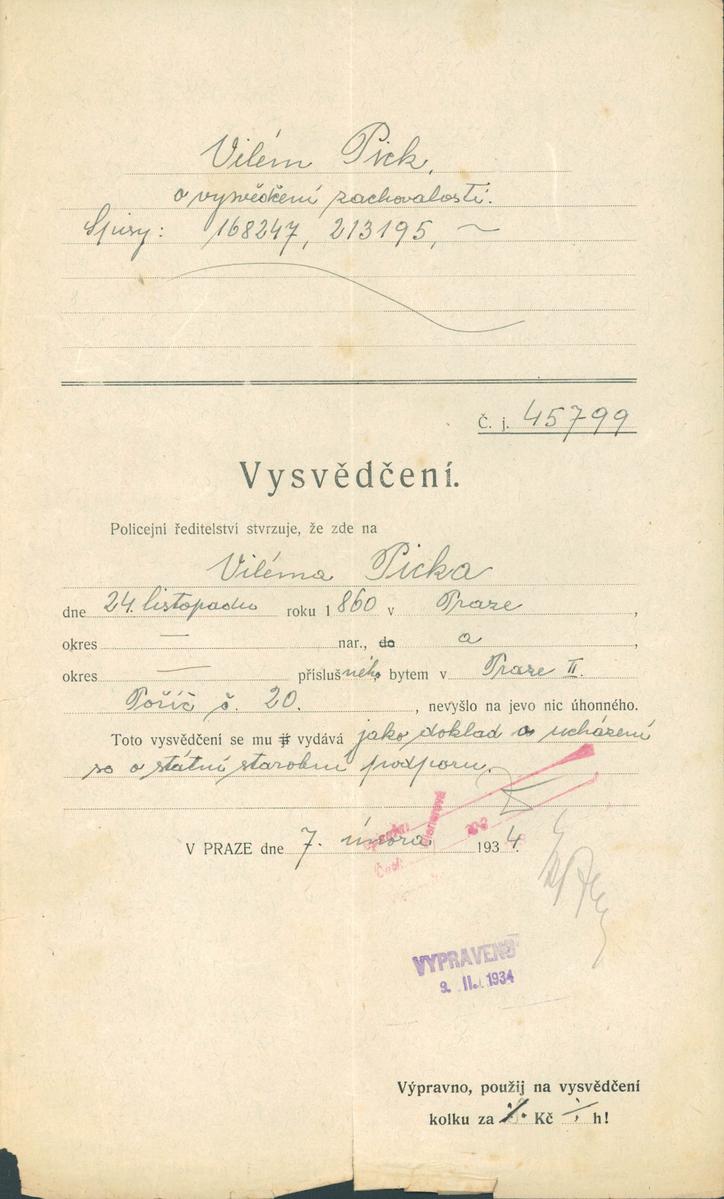 Vilém Pick,
o vysvědčení zachovalosti.
Spisy: 168247, 213195,
Č. j. 45799
Vysvědčení.
Policejní ředitelství stvrzuje, že zde na
Viléma Picka
dne 24. listopadu roku 1860 v Praze,
okres — nar., do a,
okres — příslušného, bytem v Praze II.
Poříč č. 20., nevyšlo na jevo nic úhonného.
Toto vysvědčení se mu vydává jako doklad o ucházení
se o státní starobní podporu.
V PRAZE dne 7. února 1934.
VYPRAVENO
9. II. 1934
Výpravno, použij na vysvědčení
kolku za Kč h!